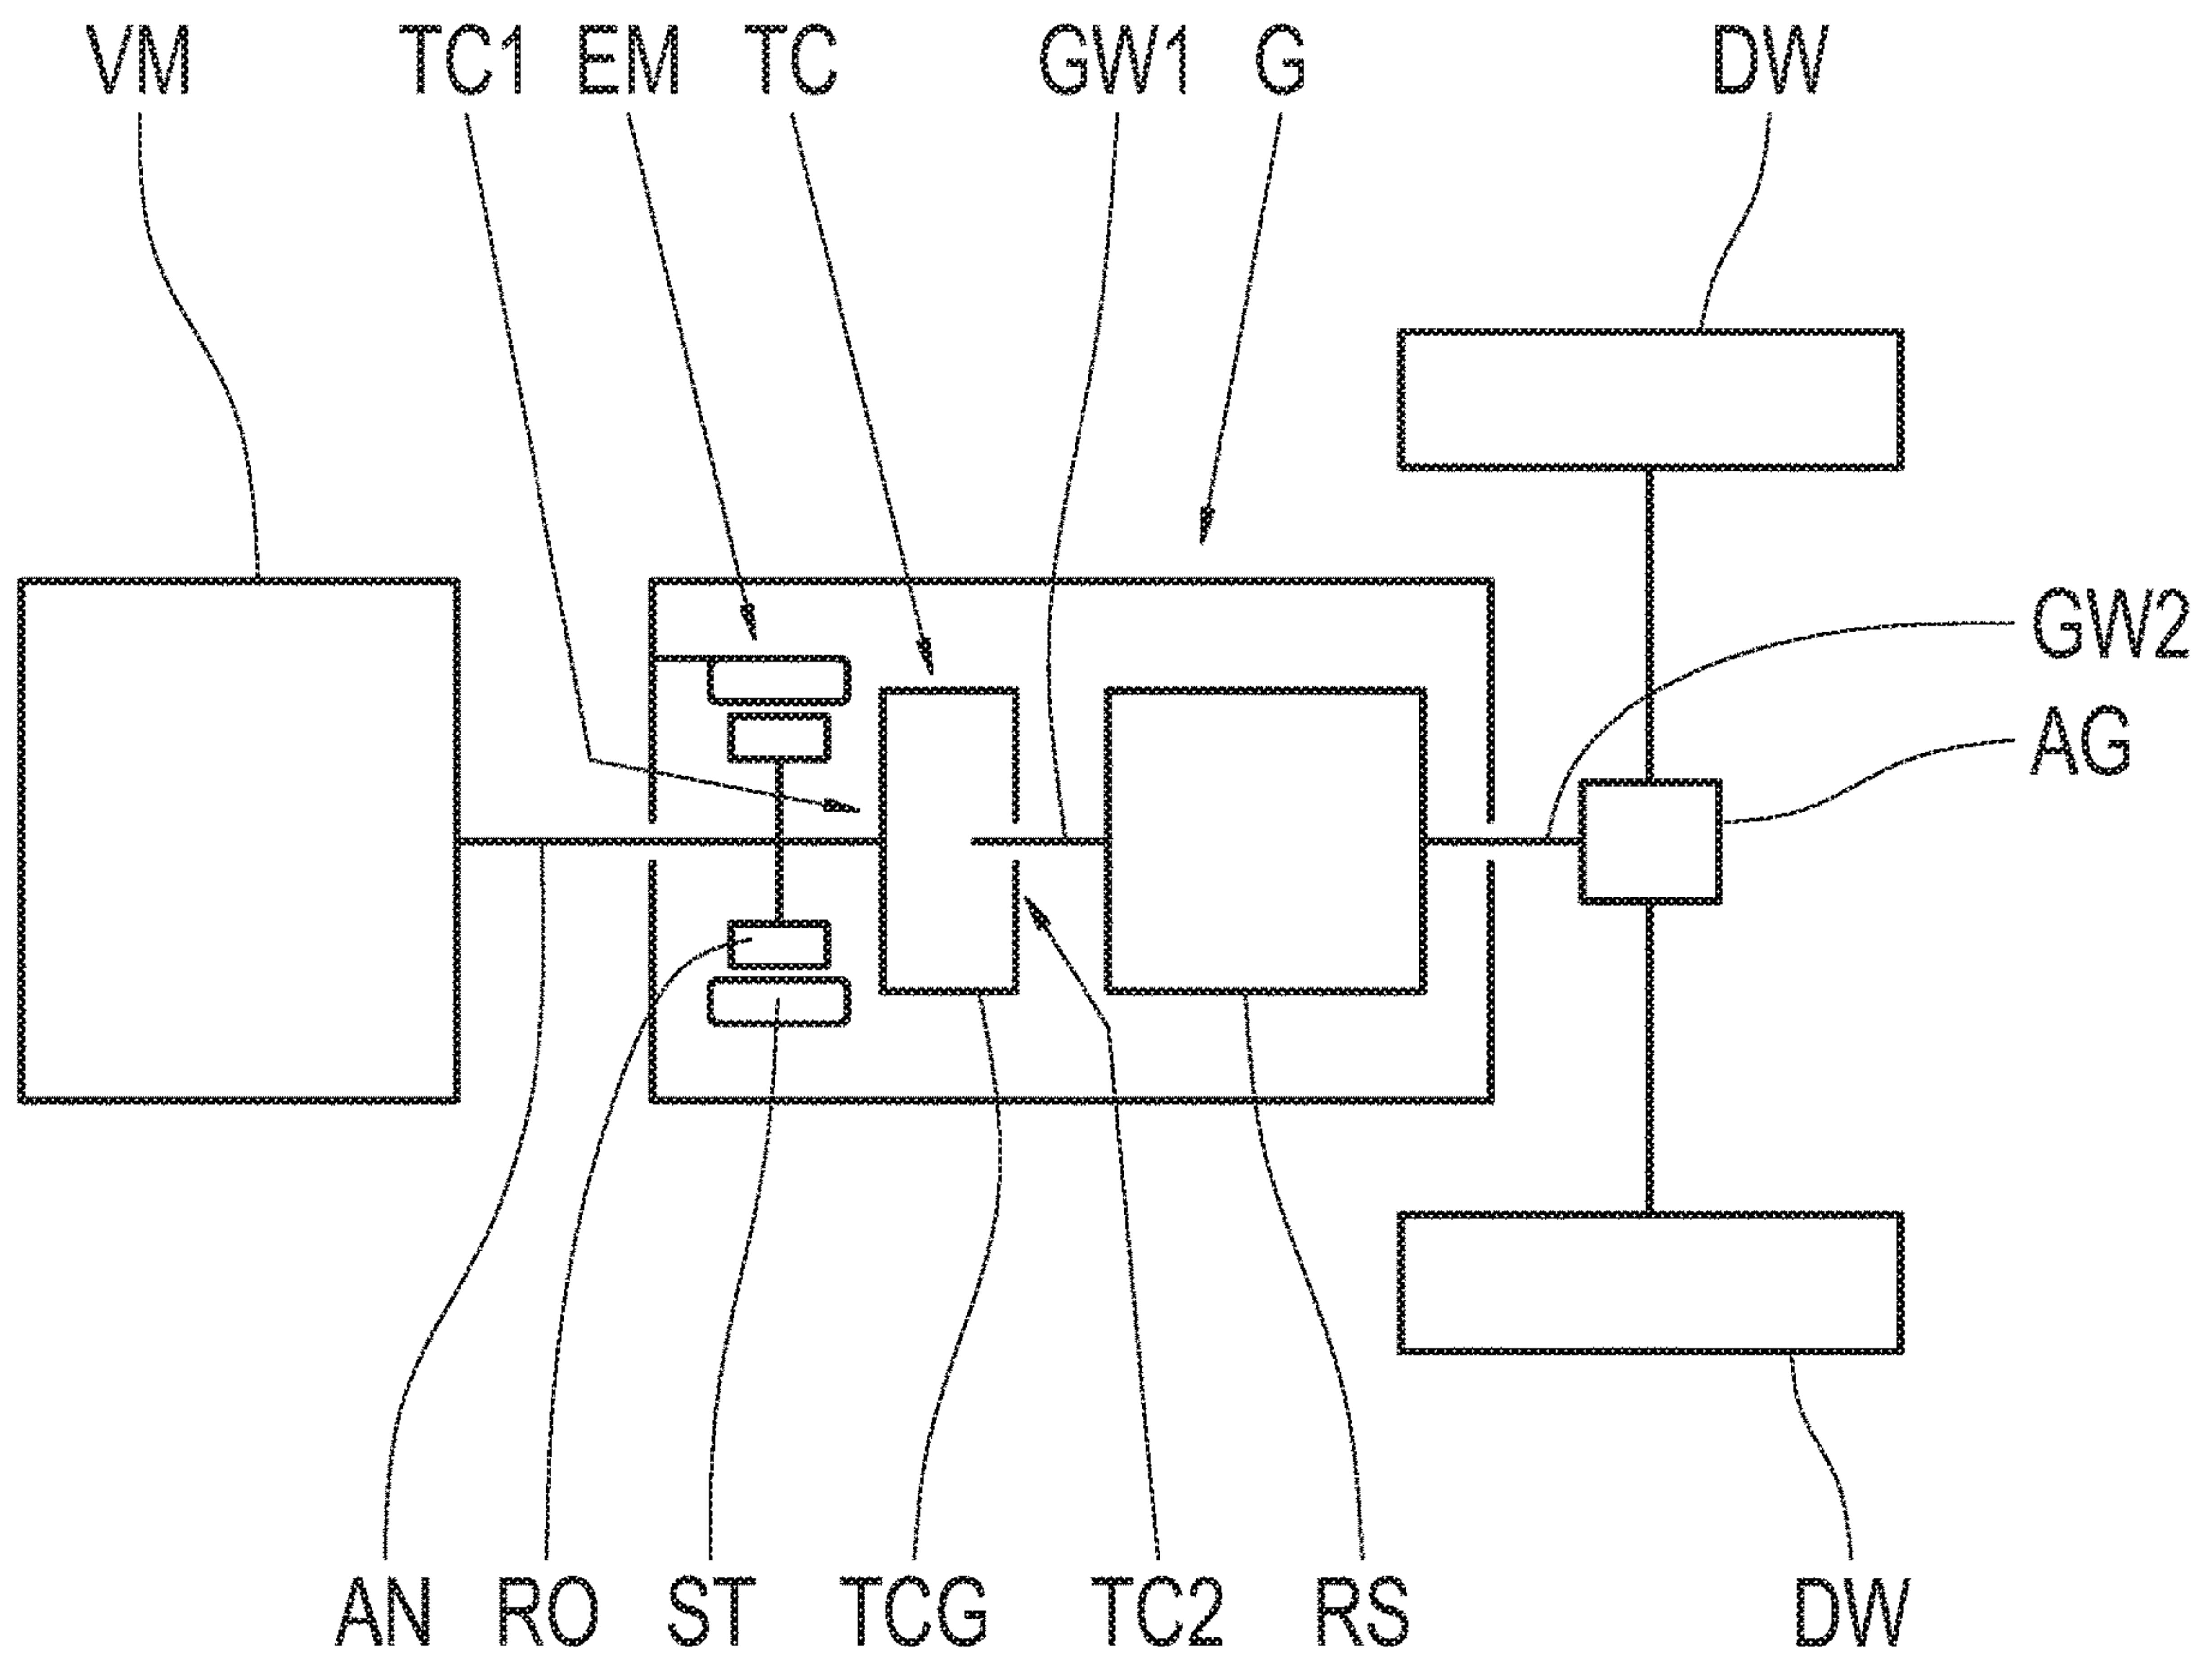 VM TC1 EM TC GW1 G DW
GW2
AG
AN RO ST TCG TC2 RS DW